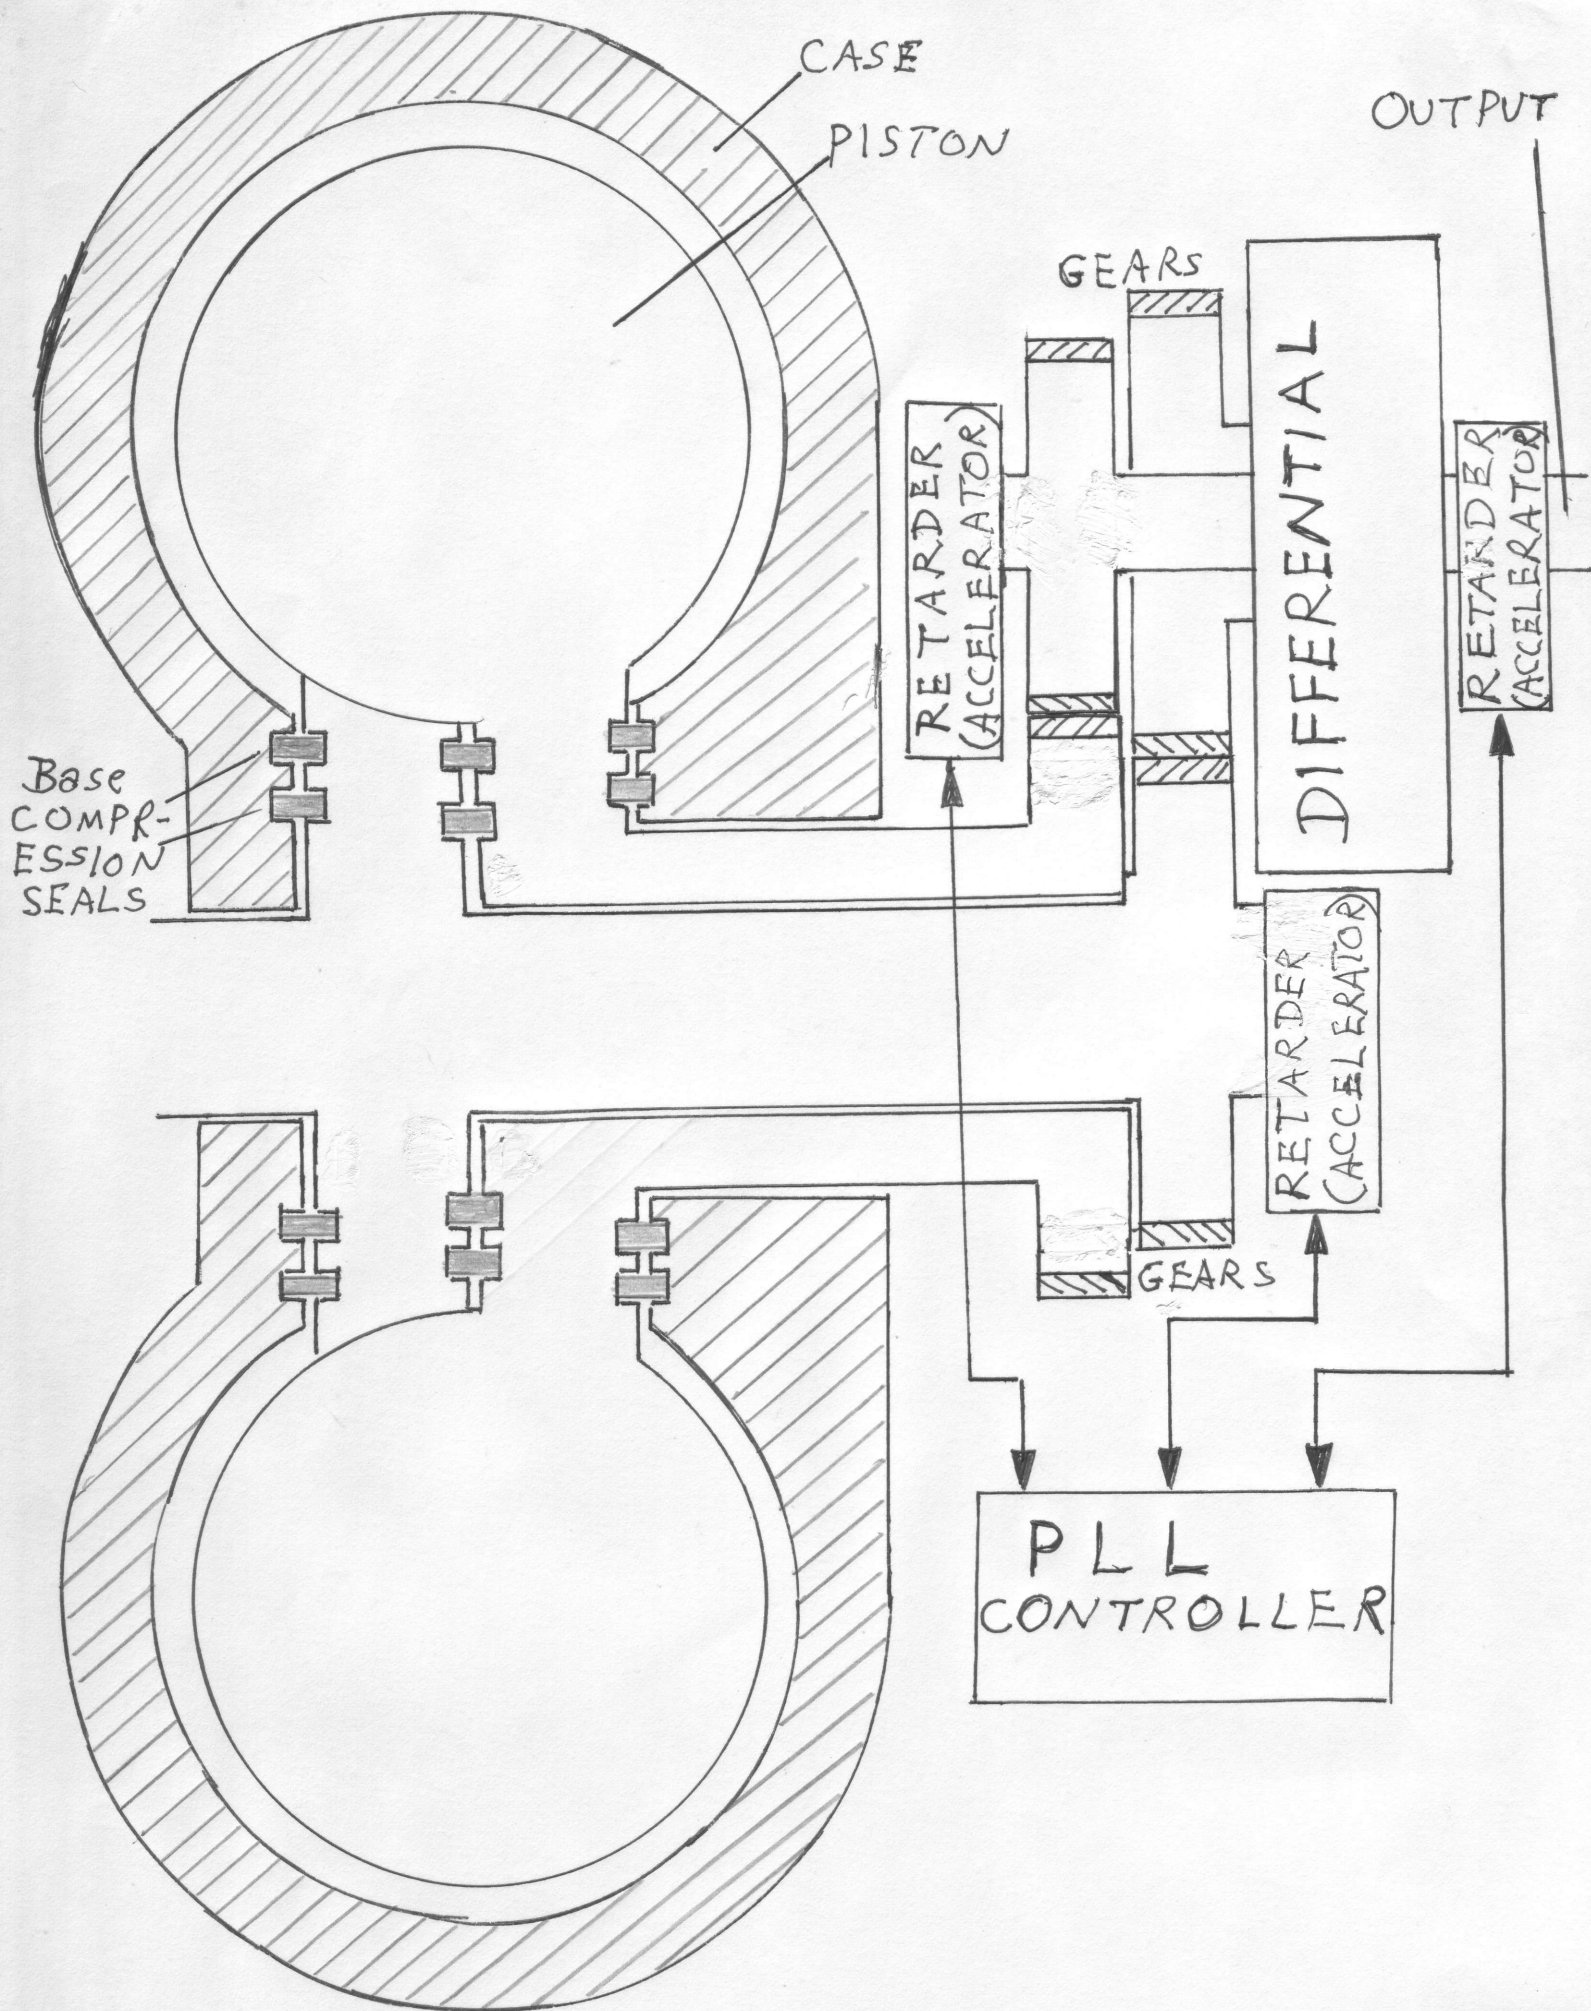 CASE
PISTON
OUTPUT
GEARS
RETARDER
(ACCELERATOR)
DIFFERENTIAL
RETARDER
(ACCELERATOR)
Base
COMPR-
ESSION
SEALS
RETARDER
(ACCELERATOR)
GEARS
PLL
CONTROLLER